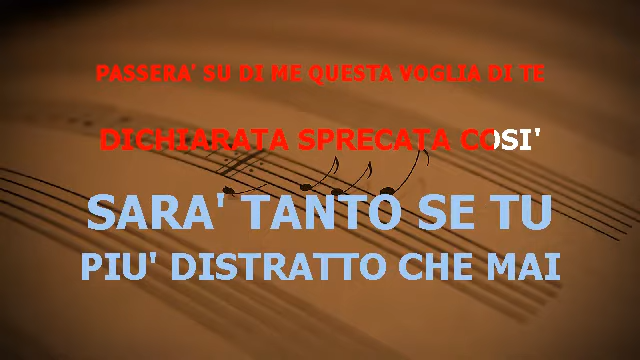 PASSERA' SU DI ME QUESTA VOGLIA DI TE
DICHIARATA SPRECATA COSI'
SARA' TANTO SE TU
PIU' DISTRATTO CHE MAI